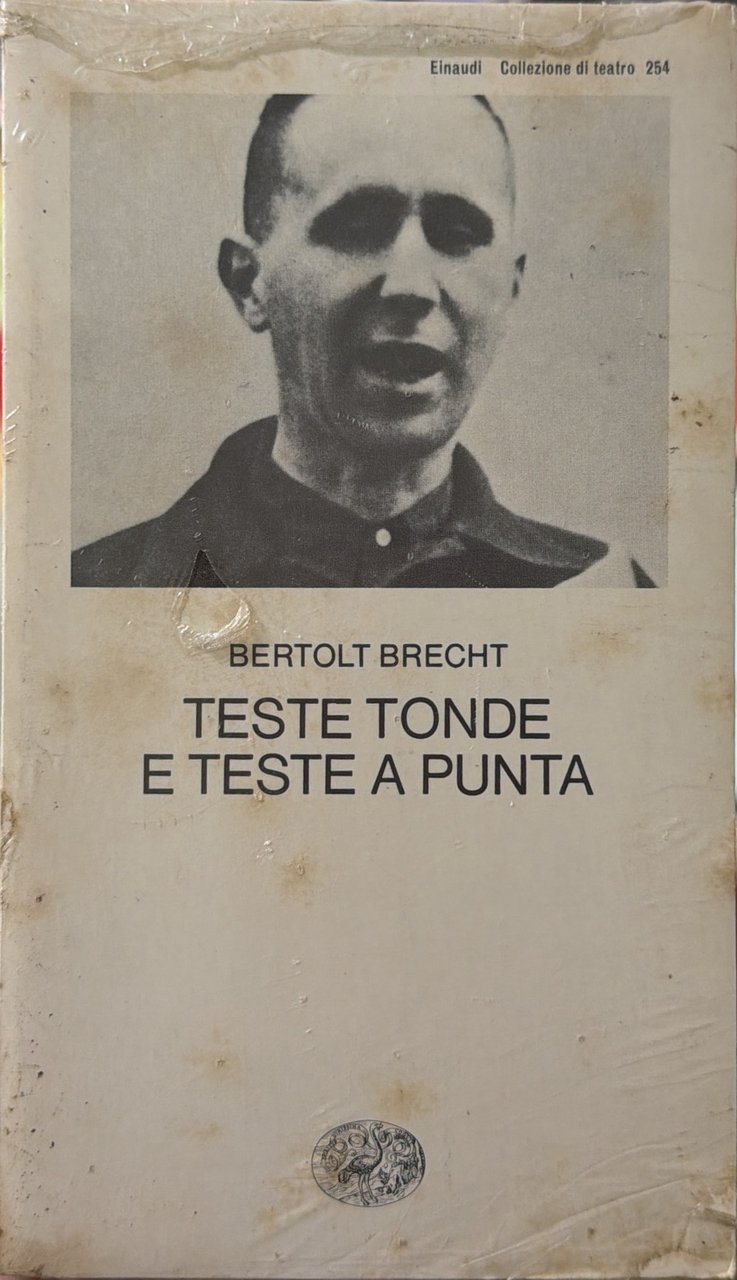 Einaudi Collezione di teatro 254
BERTOLT BRECHT
TESTE TONDE
E TESTE A PUNTA